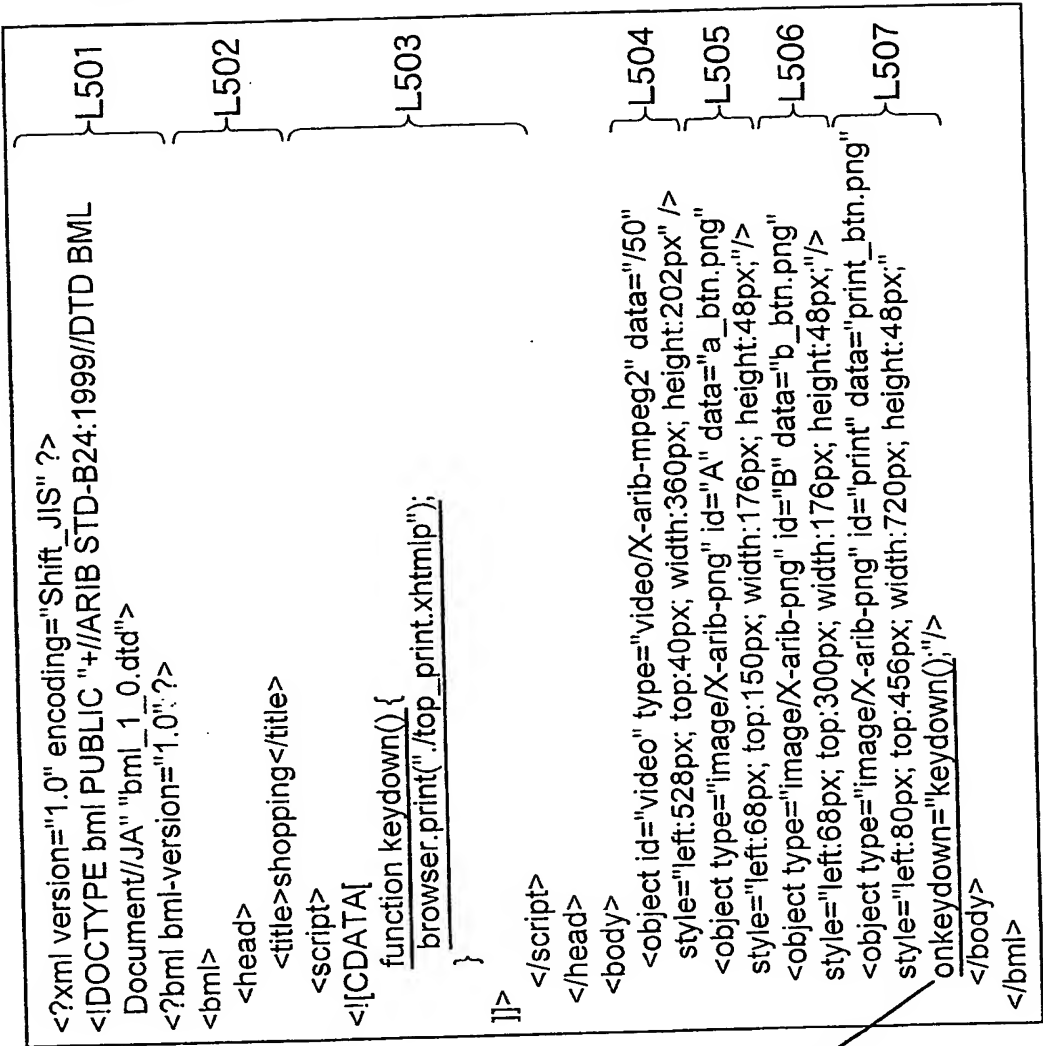 <?xml version="1.0" encoding="Shift_JIS" ?>
<!DOCTYPE bml PUBLIC "+//ARIB STD-B24:1999//DTD BML
Document//JA" "bml_1_0.dtd">
L501
<?bml bml-version="1.0" ?>
<bml>
<head>
<title>shopping</title>
L502
<script>
<![CDATA[
function keydown() {
browser.print("./top_print.xhtmlp");
}
]]>
L503
</script>
</head>
<body>
<object id="video" type="video/X-arib-mpeg2" data="/50"
style="left:528px; top:40px; width:360px; height:202px" />
L504
<object type="image/X-arib-png" id="A" data="a_btn.png"
style="left:68px; top:150px; width:176px; height:48px;"/>
L505
<object type="image/X-arib-png" id="B" data="b_btn.png"
style="left:68px; top:300px; width:176px; height:48px;"/>
L506
<object type="image/X-arib-png" id="print" data="print_btn.png"
style="left:80px; top:456px; width:720px; height:48px;"
onkeydown="keydown();"/>
L507
</body>
</bml>